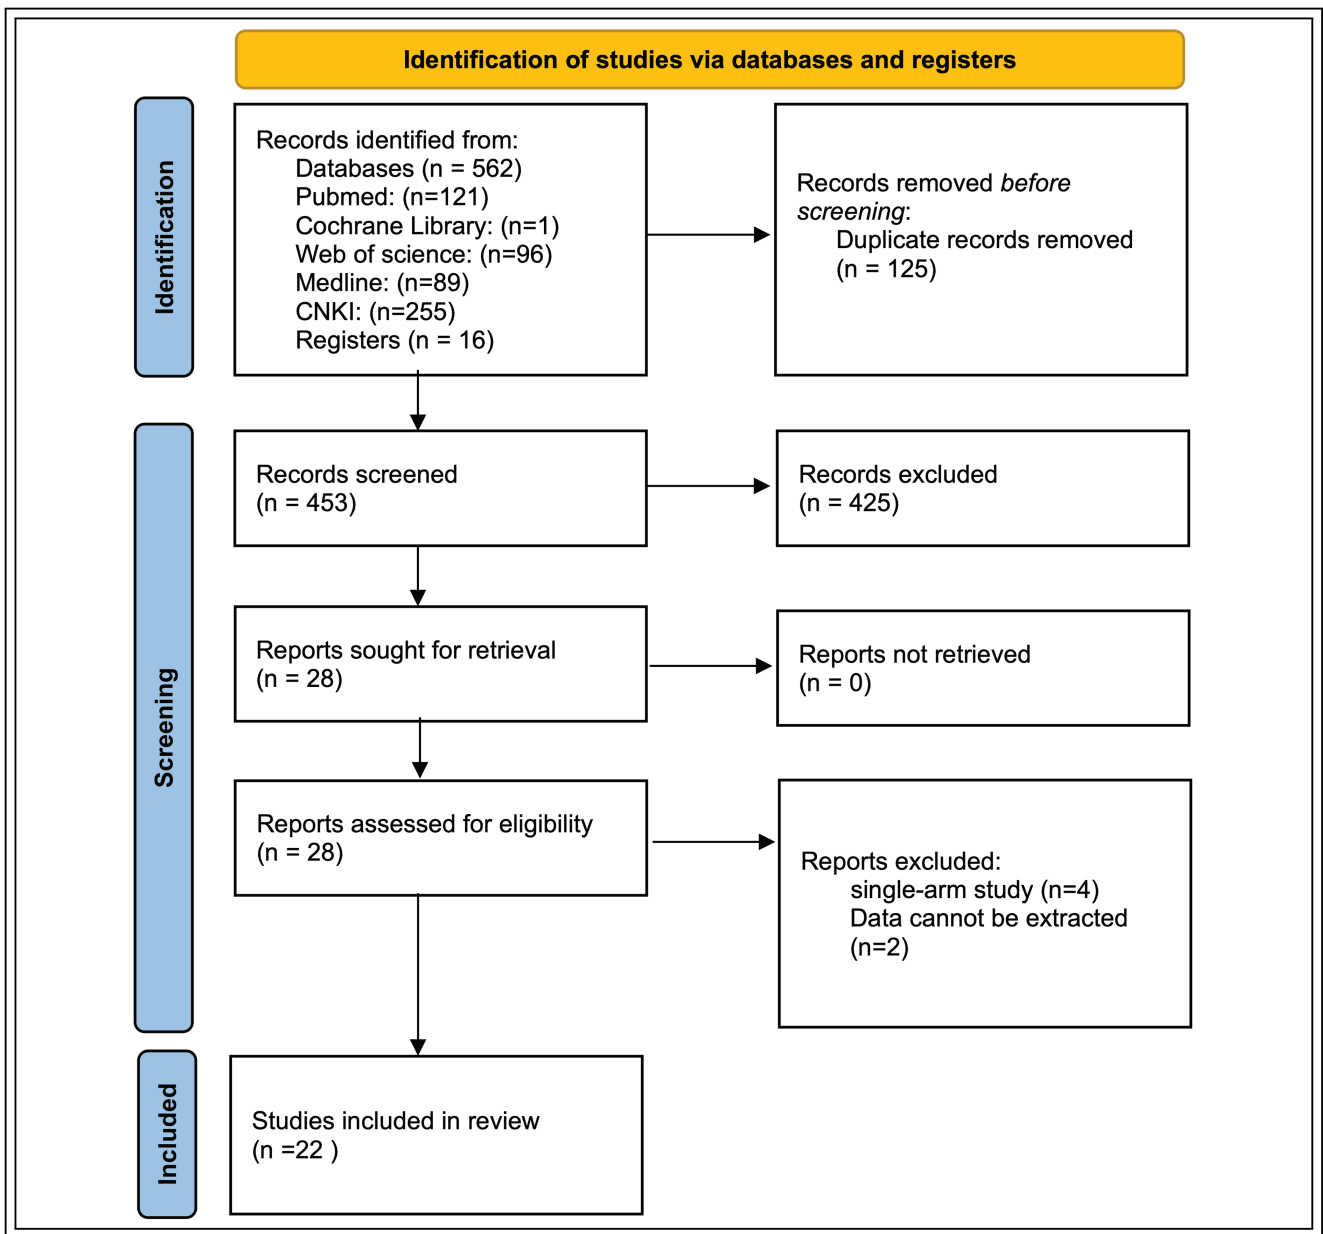 Identification of studies via databases and registers
Identification
Records identified from:
Databases (n = 562)
Pubmed: (n=121)
Cochrane Library: (n=1)
Web of science: (n=96)
Medline: (n=89)
CNKI: (n=255)
Registers (n = 16)
Records removed before
screening:
Duplicate records removed
(n = 125)
Screening
Records screened
(n = 453)
Records excluded
(n = 425)
Reports sought for retrieval
(n = 28)
Reports not retrieved
(n = 0)
Reports assessed for eligibility
(n = 28)
Reports excluded:
single-arm study (n=4)
Data cannot be extracted
(n=2)
Included
Studies included in review
(n =22 )